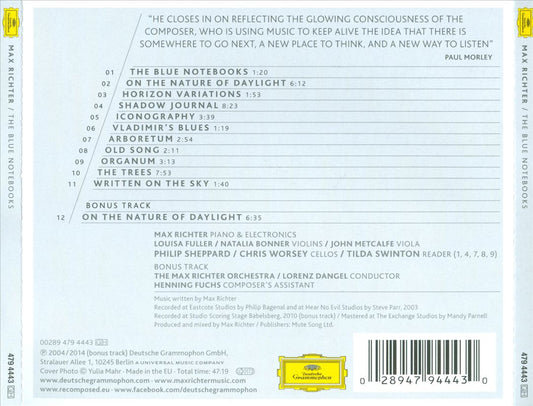 MAX RICHTER / THE BLUE NOTEBOOKS
479 4443 GH
"HE CLOSES IN ON REFLECTING THE GLOWING CONSCIOUSNESS OF THE
COMPOSER, WHO IS USING MUSIC TO KEEP ALIVE THE IDEA THAT THERE IS
SOMEWHERE TO GO NEXT, A NEW PLACE TO THINK, AND A NEW WAY TO LISTEN"
PAUL MORLEY
01 THE BLUE NOTEBOOKS 1:20
02 ON THE NATURE OF DAYLIGHT 6:12
03 HORIZON VARIATIONS 1:53
04 SHADOW JOURNAL 8:23
05 ICONOGRAPHY 3:39
06 VLADIMIR'S BLUES 1:19
07 ARBORETUM 2:54
08 OLD SONG 2:11
09 ORGANUM 3:13
10 THE TREES 7:53
11 WRITTEN ON THE SKY 1:40
BONUS TRACK
12 ON THE NATURE OF DAYLIGHT 6:35
MAX RICHTER PIANO & ELECTRONICS
LOUISA FULLER / NATALIA BONNER VIOLINS / JOHN METCALFE VIOLA
PHILIP SHEPPARD / CHRIS WORSEY CELLOS / TILDA SWINTON READER (1, 4, 7, 8, 9)
BONUS TRACK
THE MAX RICHTER ORCHESTRA / LORENZ DANGEL CONDUCTOR
HENNING FUCHS COMPOSER'S ASSISTANT
Music written by Max Richter
Recorded at Eastcote Studios by Philip Bagenal and at Hear No Evil Studios by Steve Parr, 2003
Recorded at Studio Scoring Stage Babelsberg, 2010 (bonus track) / Mastered at The Exchange Studios by Mandy Parnell
Produced and mixed by Max Richter / Publishers: Mute Song Ltd.
00289 479 4443 GH
℗ 2004/2014 (bonus track) Deutsche Grammophon GmbH,
Stralauer Allee 1, 10245 Berlin A UNIVERSAL MUSIC COMPANY
Cover Photo © Yulia Mahr · Made in the EU · Total time: 47:19
www.deutschegrammophon.com www.maxrichtermusic.com
www.recomposed.eu www.facebook.com/deutschegrammophon
Deutsche
Grammophon
0 28947 94443 0
MAX RICHTER / THE BLUE NOTEBOOKS
479 4443 GH